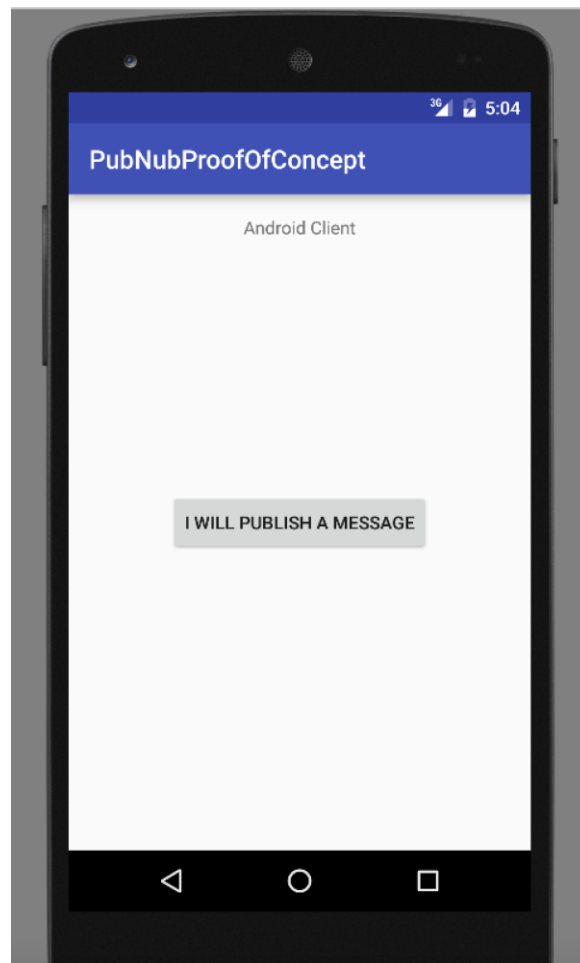 3G 5:04
PubNubProofOfConcept
Android Client
I WILL PUBLISH A MESSAGE